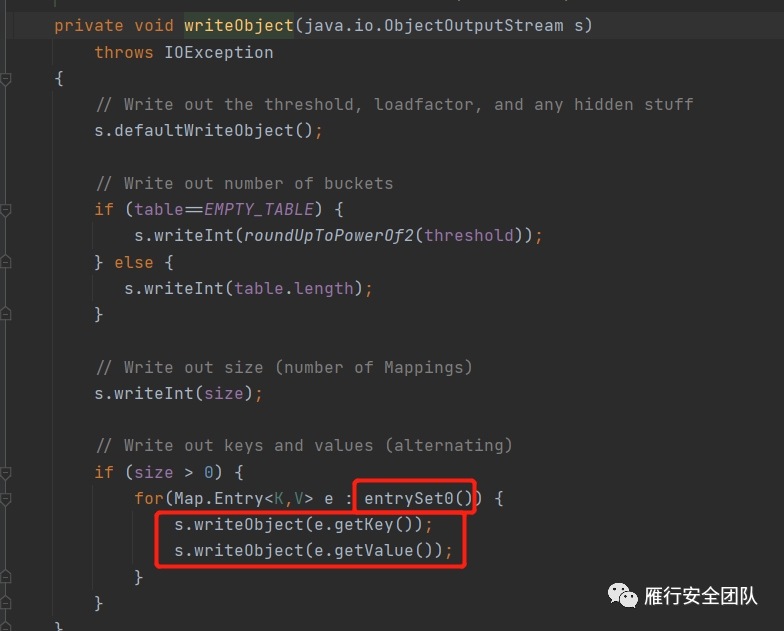 private void writeObject(java.io.ObjectOutputStream s)
throws IOException
{
// Write out the threshold, loadfactor, and any hidden stuff
s.defaultWriteObject();
// Write out number of buckets
if (table==EMPTY_TABLE) {
s.writeInt(roundUpToPowerOf2(threshold));
} else {
s.writeInt(table.length);
}
// Write out size (number of Mappings)
s.writeInt(size);
// Write out keys and values (alternating)
if (size > 0) {
for(Map.Entry<K,V> e : entrySet0()) {
s.writeObject(e.getKey());
s.writeObject(e.getValue());
}
}
}
雁行安全团队